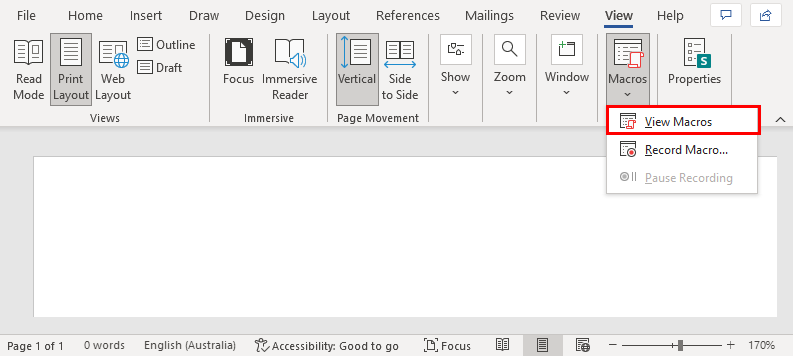 File Home Insert Draw Design Layout References Mailings Review View Help
Read Mode
Print Layout
Web Layout
Outline
Draft
Views
Focus
Immersive Reader
Immersive
Vertical
Side to Side
Page Movement
Show
Zoom
Window
Macros
Properties
S
View Macros
Record Macro...
Pause Recording
Page 1 of 1 0 words English (Australia) Accessibility: Good to go Focus 170%